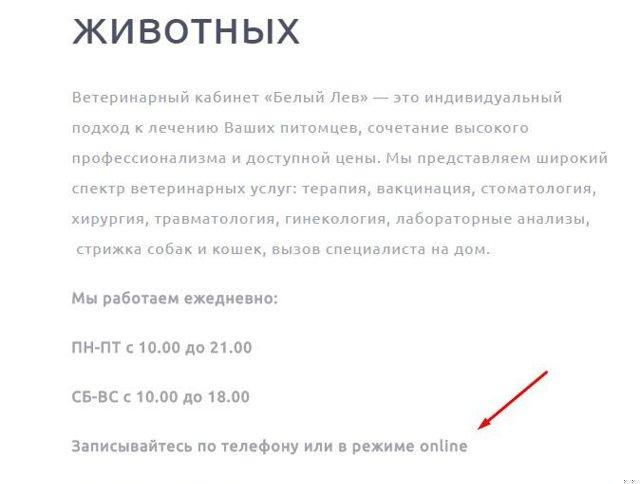 животных
Ветеринарный кабинет «Белый Лев» — это индивидуальный
подход к лечению Ваших питомцев, сочетание высокого
профессионализма и доступной цены. Мы представляем широкий
спектр ветеринарных услуг: терапия, вакцинация, стоматология,
хирургия, травматология, гинекология, лабораторные анализы,
стрижка собак и кошек, вызов специалиста на дом.
Мы работаем ежедневно:
ПН-ПТ с 10.00 до 21.00
СБ-ВС с 10.00 до 18.00
Записывайтесь по телефону или в режиме online